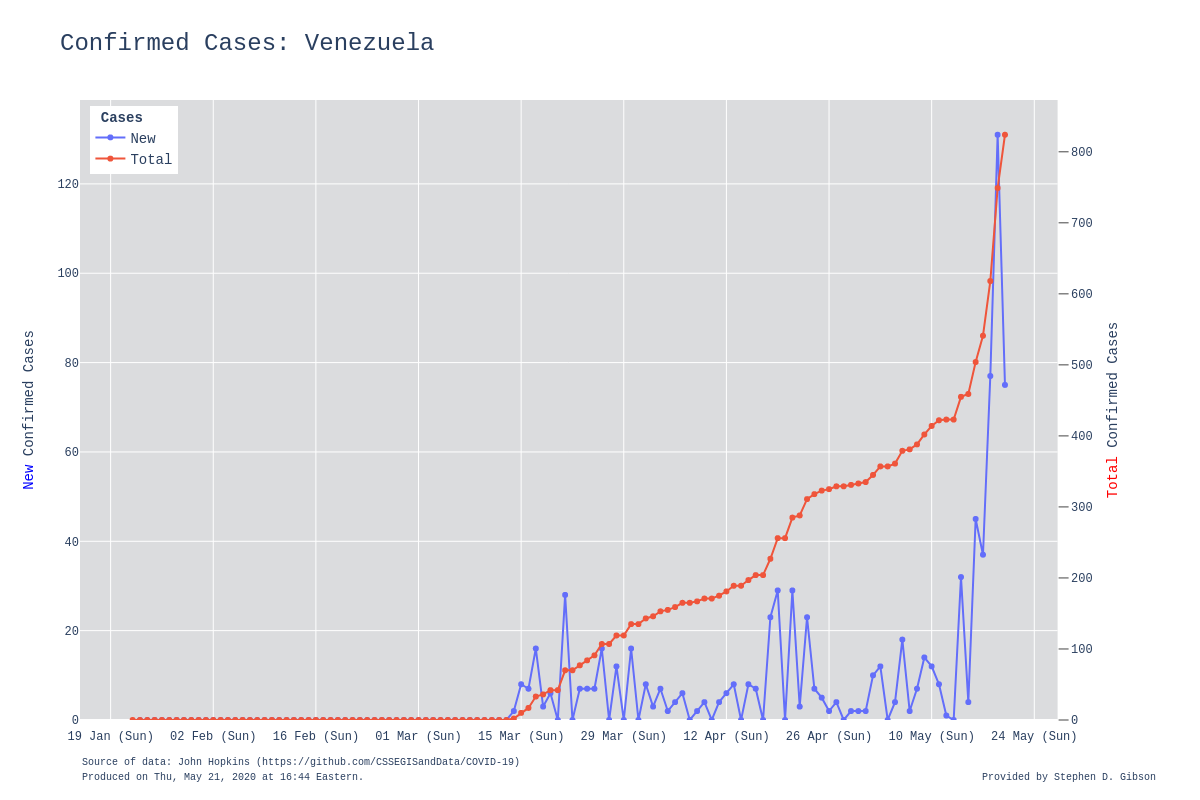 Confirmed Cases: Venezuela
Cases
New
Total
120
100
80
60
40
20
0
800
700
600
500
400
300
200
100
0
New Confirmed Cases
Total Confirmed Cases
19 Jan (Sun) 02 Feb (Sun) 16 Feb (Sun) 01 Mar (Sun) 15 Mar (Sun) 29 Mar (Sun) 12 Apr (Sun) 26 Apr (Sun) 10 May (Sun) 24 May (Sun)
Source of data: John Hopkins (https://github.com/CSSEGISandData/COVID-19)
Produced on Thu, May 21, 2020 at 16:44 Eastern.
Provided by Stephen D. Gibson